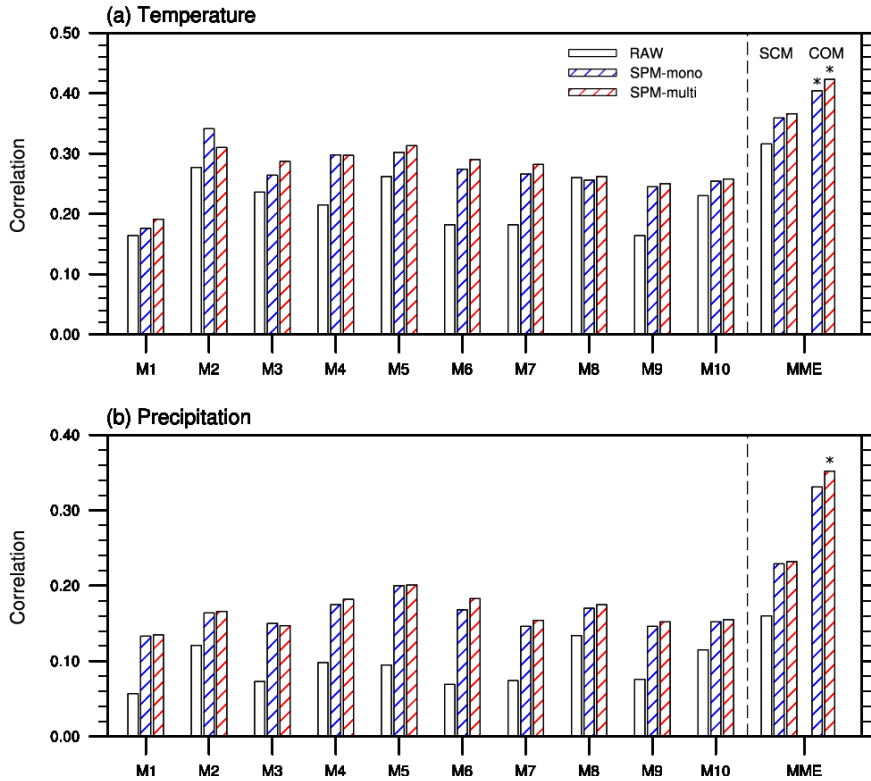 (a) Temperature
0.50
0.40
0.30
0.20
0.10
0.00
Correlation
RAW
SPM-mono
SPM-multi
SCM COM
* *
M1 M2 M3 M4 M5 M6 M7 M8 M9 M10 MME
(b) Precipitation
0.40
0.30
0.20
0.10
0.00
Correlation
*
M1 M2 M3 M4 M5 M6 M7 M8 M9 M10 MME